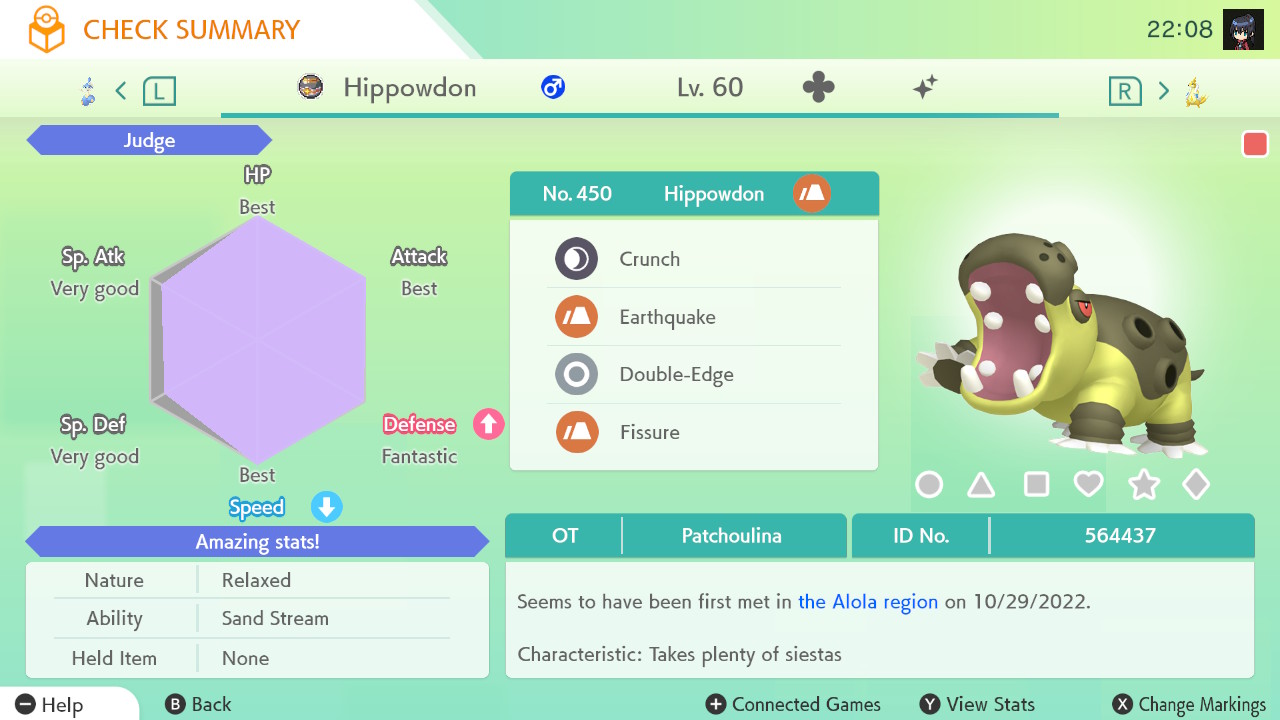 CHECK SUMMARY
22:08
L
Hippowdon
Lv. 60
R
Judge
HP
Best
Sp. Atk
Very good
Attack
Best
Sp. Def
Very good
Defense
Fantastic
Best
Speed
Amazing stats!
Nature Relaxed
Ability Sand Stream
Held Item None
No. 450 Hippowdon
Crunch
Earthquake
Double-Edge
Fissure
OT Patchoulina ID No. 564437
Seems to have been first met in the Alola region on 10/29/2022.
Characteristic: Takes plenty of siestas
Help
B Back
Connected Games
Y View Stats
X Change Markings